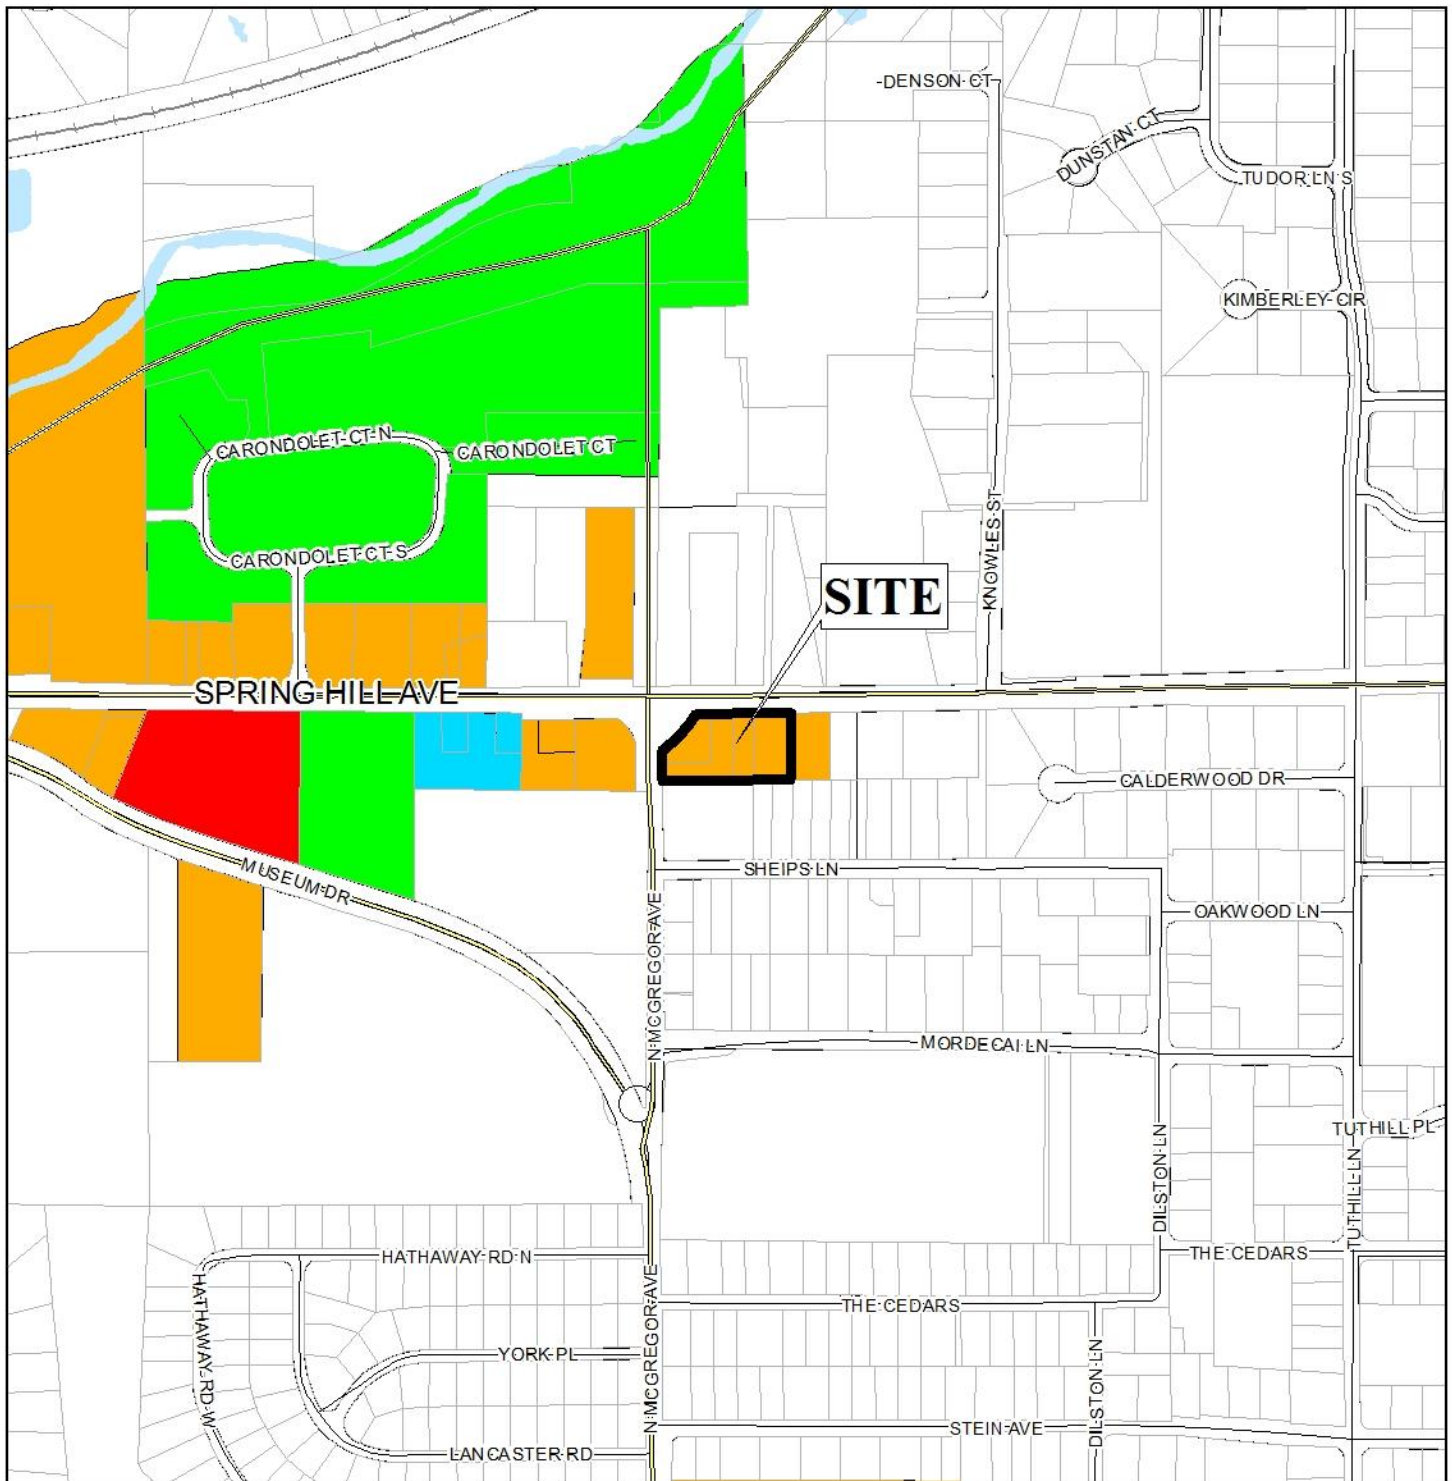 DENSON CT
DUNSTAN CT
TUDOR LN S
KIMBERLEY CIR
CARONDOLET CT N
CARONDOLET CT
CARONDOLET CT S
KNOWLES ST
SITE
SPRING HILL AVE
CALDERWOOD DR
SHEIPS LN
MUSEUM DR
OAKWOOD LN
N MCGREGOR AVE
MORDECAI LN
TUTHILL PL
DILSTON LN
TUTHILL LN
HATHAWAY RD N
THE CEDARS
HATHAWAY RD W
N MCGREGOR AVE
THE CEDARS
YORK PL
DILSTON LN
STEIN AVE
LANCASTER RD